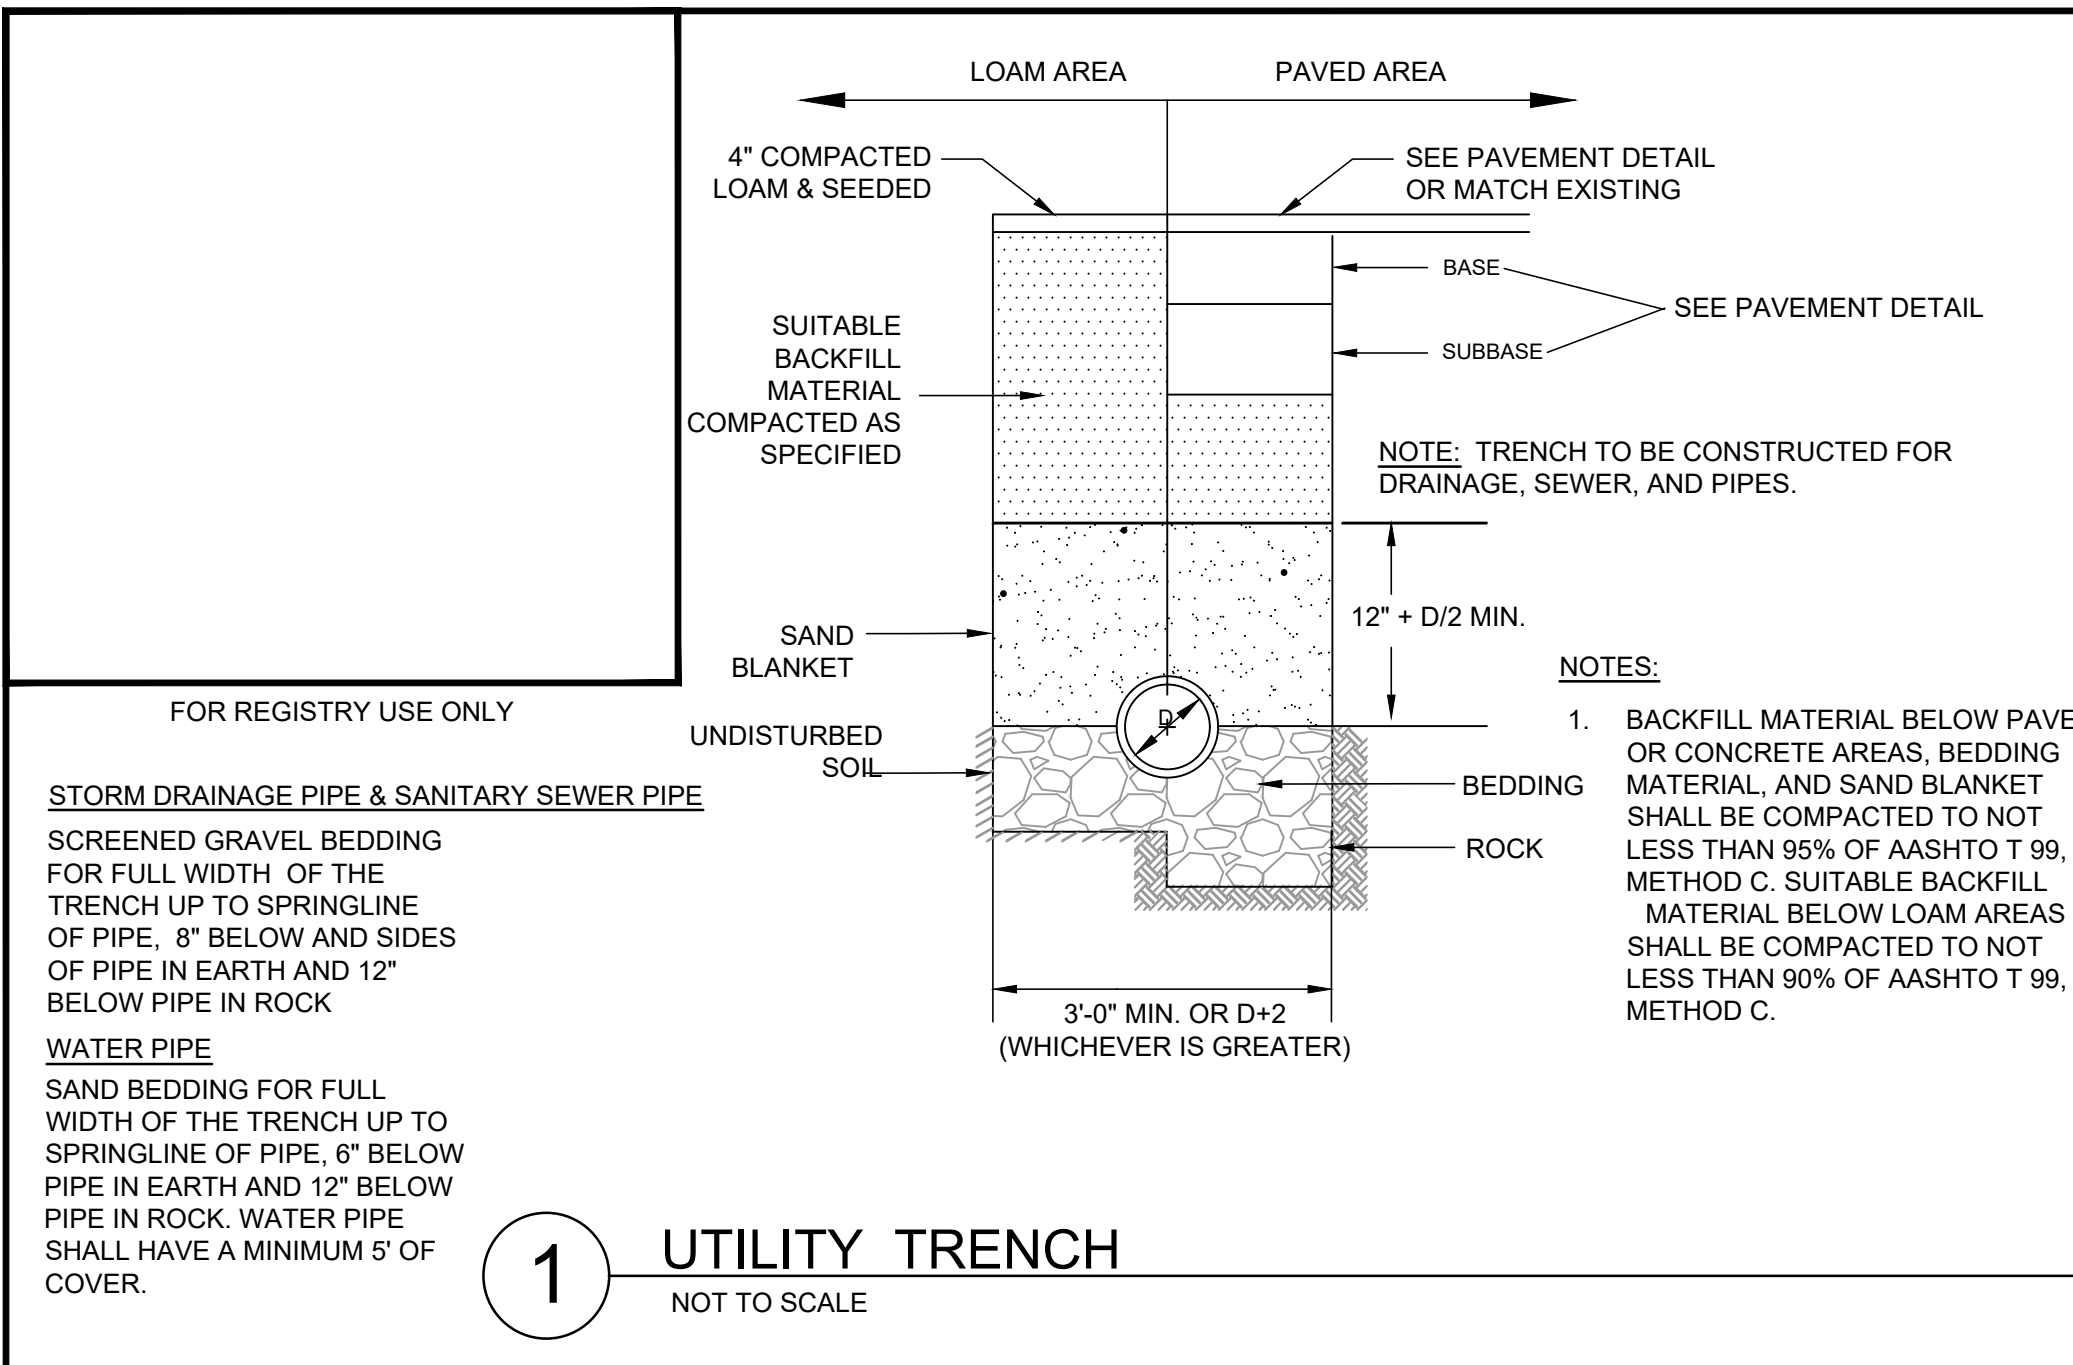 LOAM AREA
PAVED AREA
4" COMPACTED
LOAM & SEEDED
SEE PAVEMENT DETAIL
OR MATCH EXISTING
BASE
SEE PAVEMENT DETAIL
SUBBASE
SUITABLE
BACKFILL
MATERIAL
COMPACTED AS
SPECIFIED
NOTE: TRENCH TO BE CONSTRUCTED FOR
DRAINAGE, SEWER, AND PIPES.
12" + D/2 MIN.
SAND
BLANKET
D
UNDISTURBED
SOIL
BEDDING
ROCK
3'-0" MIN. OR D+2
(WHICHEVER IS GREATER)
NOTES:
1. BACKFILL MATERIAL BELOW PAVE
OR CONCRETE AREAS, BEDDING
MATERIAL, AND SAND BLANKET
SHALL BE COMPACTED TO NOT
LESS THAN 95% OF AASHTO T 99,
METHOD C. SUITABLE BACKFILL
MATERIAL BELOW LOAM AREAS
SHALL BE COMPACTED TO NOT
LESS THAN 90% OF AASHTO T 99,
METHOD C.
FOR REGISTRY USE ONLY
STORM DRAINAGE PIPE & SANITARY SEWER PIPE
SCREENED GRAVEL BEDDING
FOR FULL WIDTH OF THE
TRENCH UP TO SPRINGLINE
OF PIPE, 8" BELOW AND SIDES
OF PIPE IN EARTH AND 12"
BELOW PIPE IN ROCK
WATER PIPE
SAND BEDDING FOR FULL
WIDTH OF THE TRENCH UP TO
SPRINGLINE OF PIPE, 6" BELOW
PIPE IN EARTH AND 12" BELOW
PIPE IN ROCK. WATER PIPE
SHALL HAVE A MINIMUM 5' OF
COVER.
1
UTILITY TRENCH
NOT TO SCALE